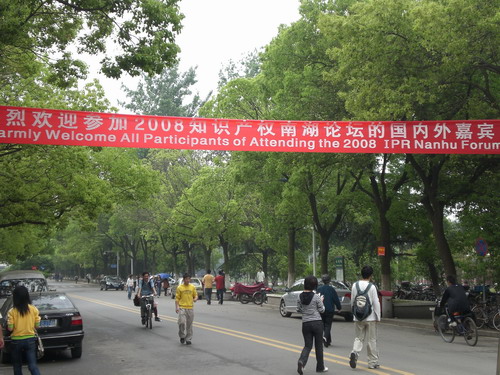 烈欢迎参加2008知识产权南湖论坛的国内外嘉宾
armly Welcome All Participants of Attending the 2008 IPR Nanhu Forum